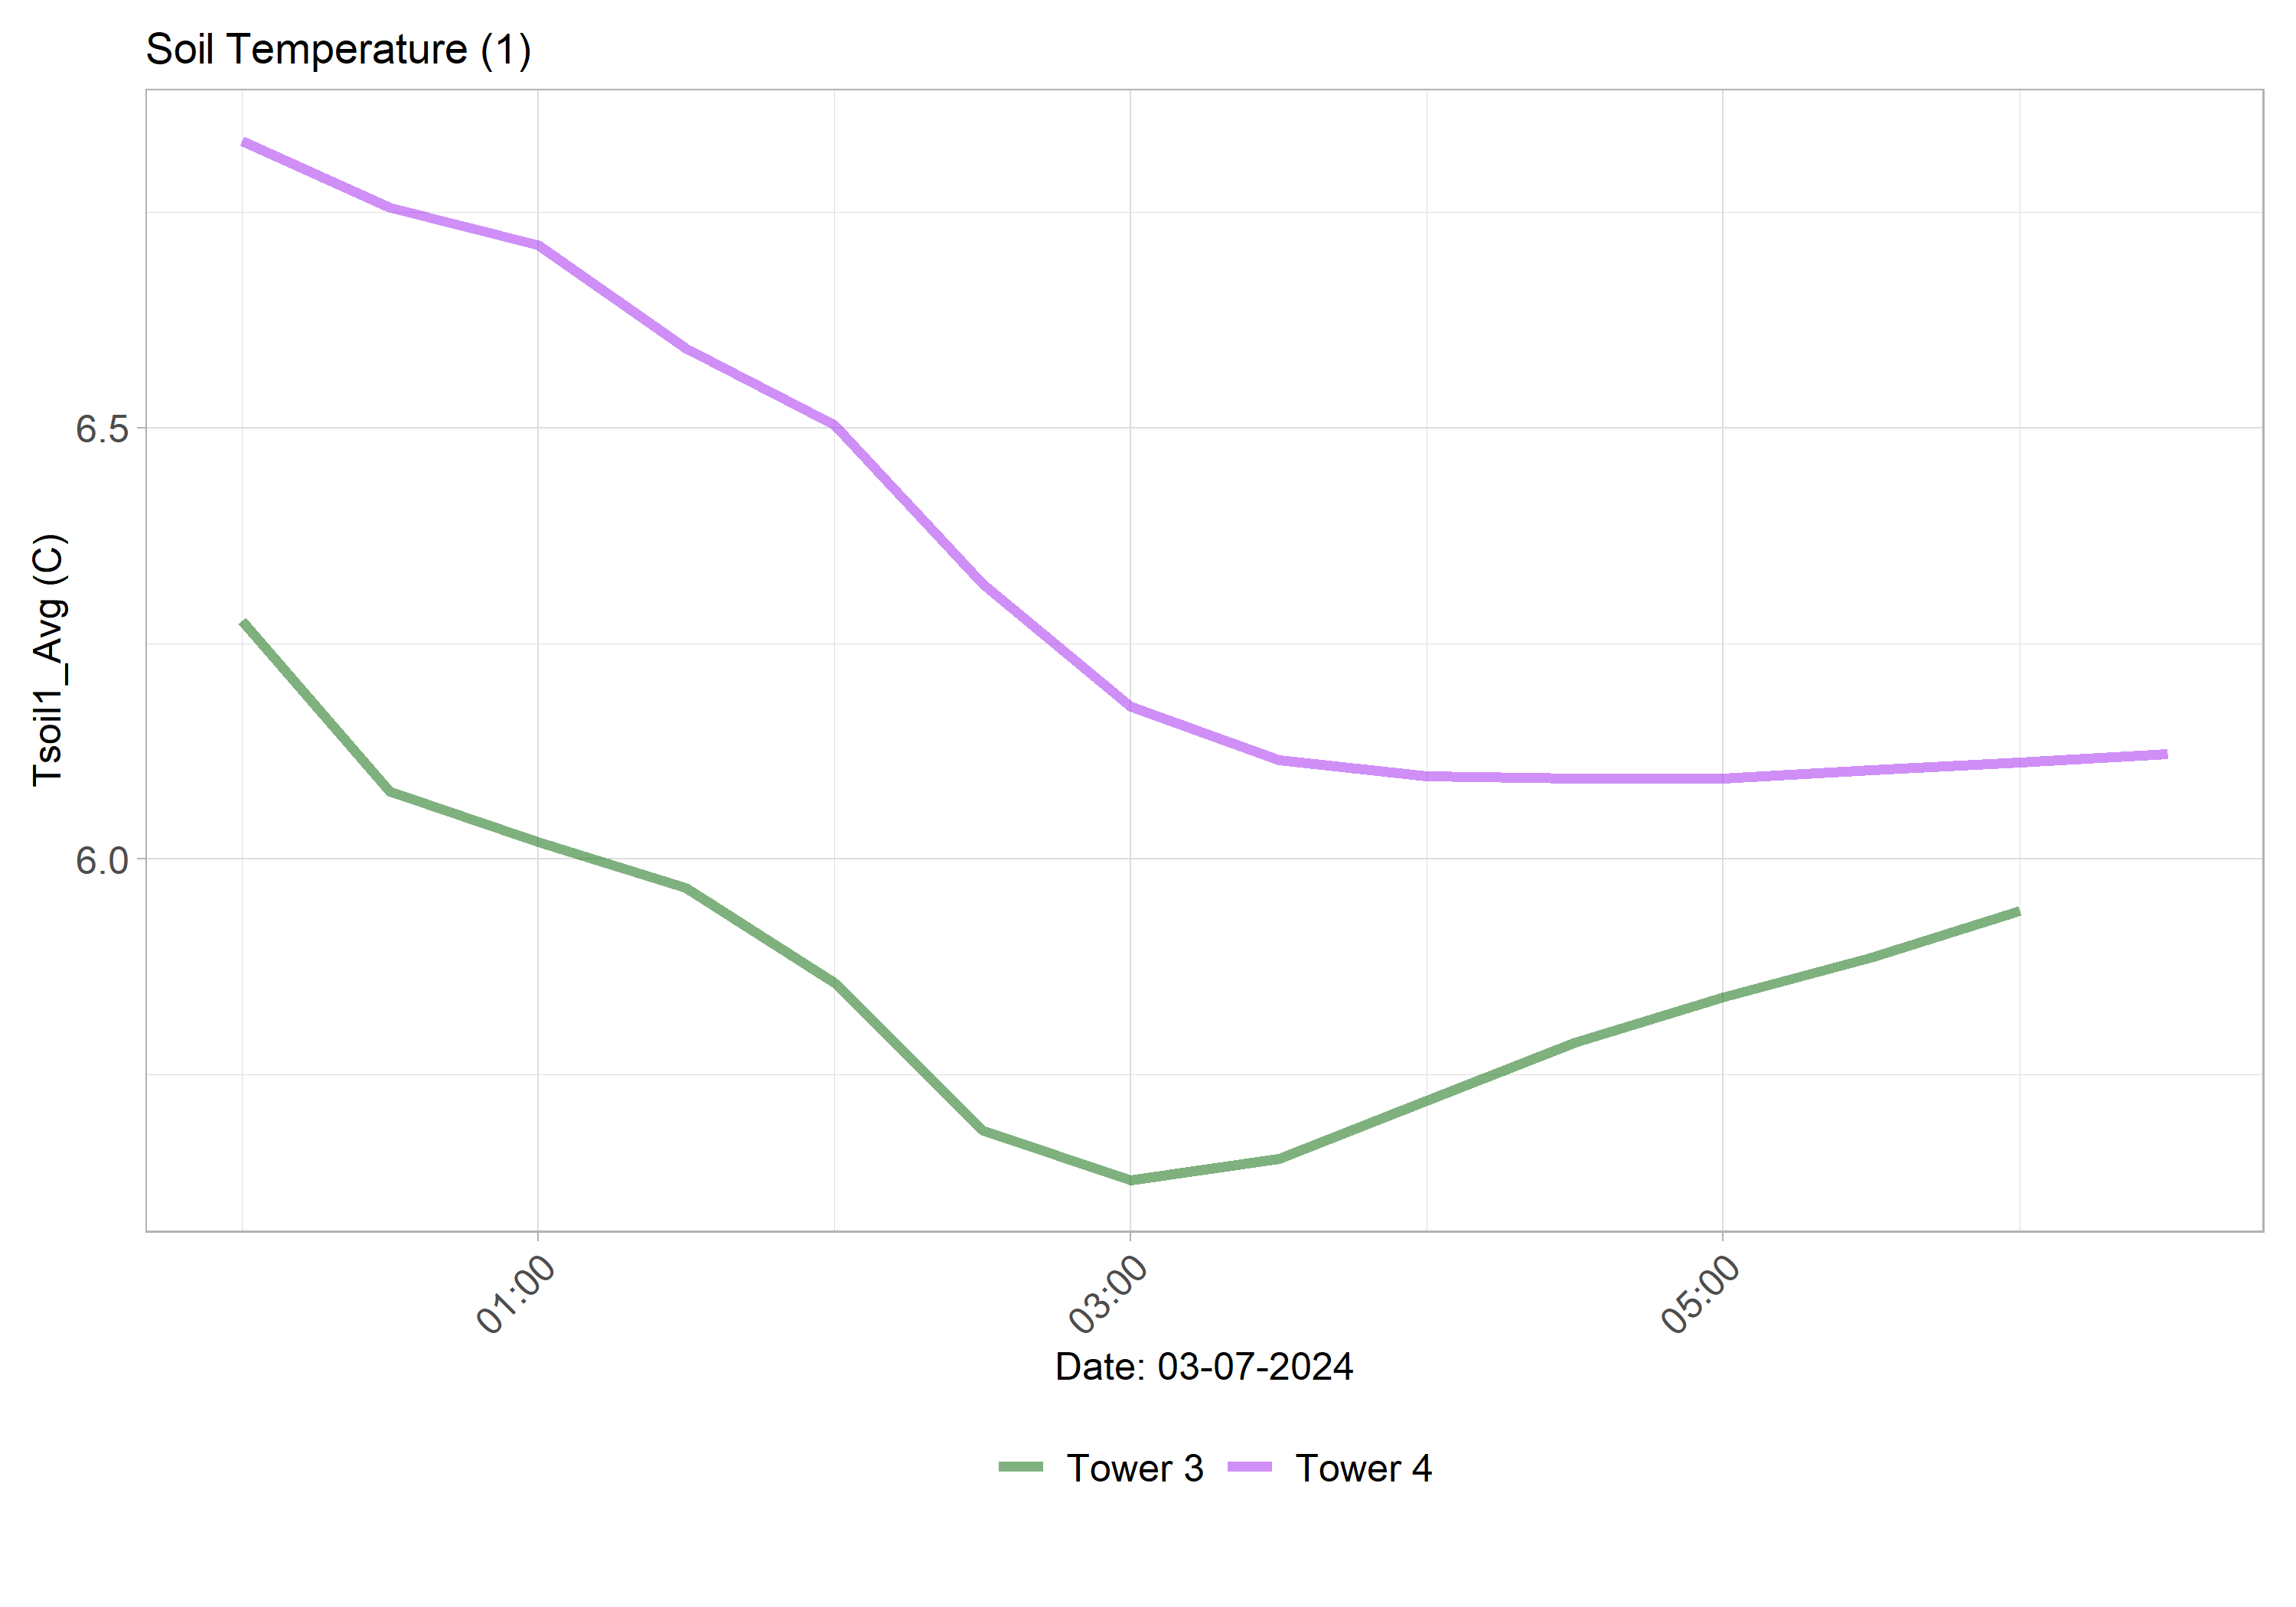 Soil Temperature (1)
Tsoil1_Avg (C)
6.5
6.0
01:00
03:00
05:00
Date: 03-07-2024
Tower 3
Tower 4